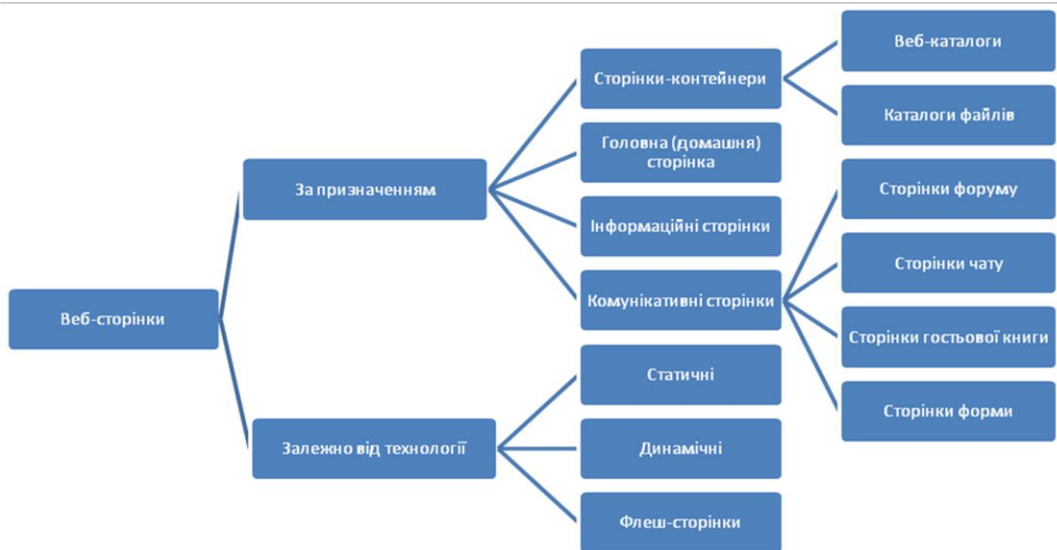 Веб-сторінки
За призначенням
Сторінки-контейнери
Веб-каталоги
Каталоги файлів
Головна (домашня)
сторінка
Інформаційні сторінки
Комунікативні сторінки
Сторінки форуму
Сторінки чату
Сторінки гостьової книги
Сторінки форми
Залежно від технології
Статичні
Динамічні
Флеш-сторінки